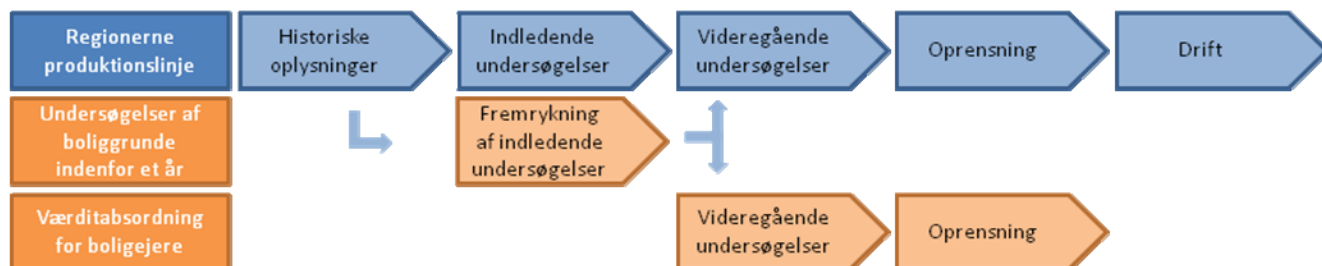 Regionerne
produktionslinje
Historiske
oplysninger
Indledende
undersøgelser
Videregående
undersøgelser
Oprensning
Drift
Undersøgelser af
boliggrunde
indenfor et år
Fremrykning
af indledende
undersøgelser
Værditabsordning
for boligejere
Videregående
undersøgelser
Oprensning